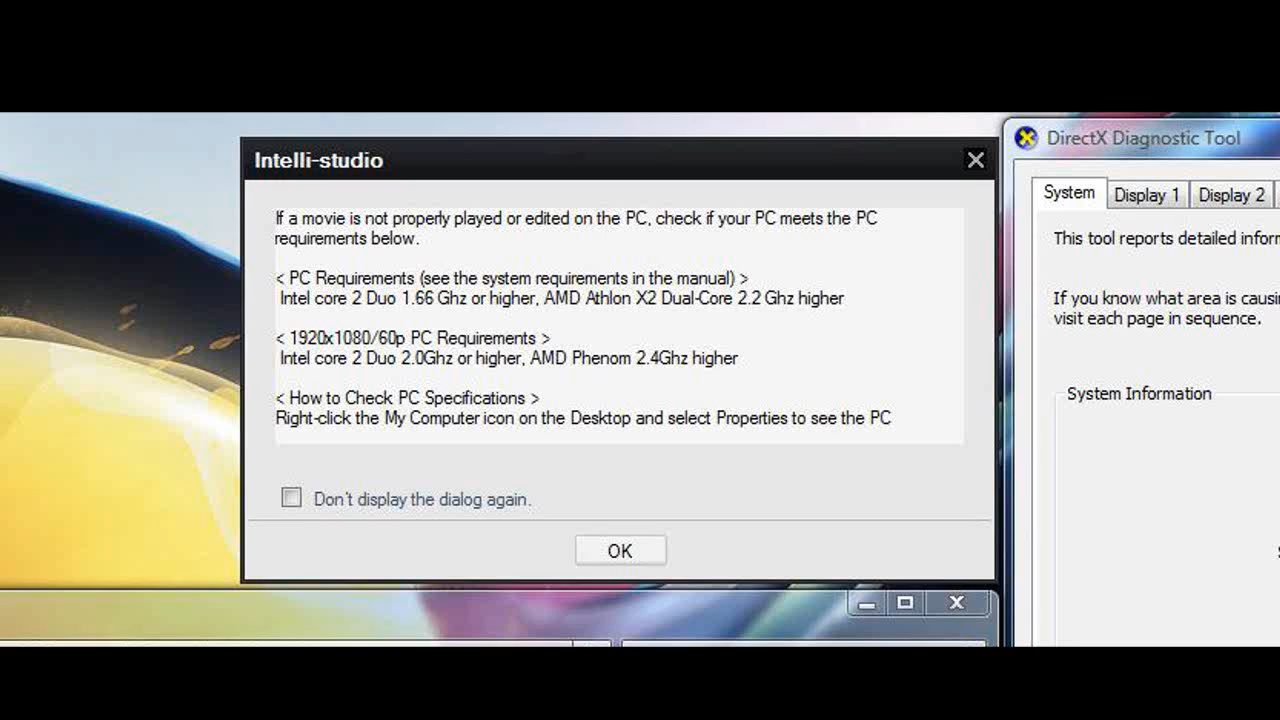 Intelli-studio
If a movie is not properly played or edited on the PC, check if your PC meets the PC
requirements below.
< PC Requirements (see the system requirements in the manual) >
Intel core 2 Duo 1.66 Ghz or higher, AMD Athlon X2 Dual-Core 2.2 Ghz higher
< 1920x1080/60p PC Requirements >
Intel core 2 Duo 2.0Ghz or higher, AMD Phenom 2.4Ghz higher
< How to Check PC Specifications >
Right-click the My Computer icon on the Desktop and select Properties to see the PC
Don't display the dialog again.
OK
DirectX Diagnostic Tool
System
Display 1
Display 2
This tool reports detailed
If you know what area is
visit each page in sequence.
System Information